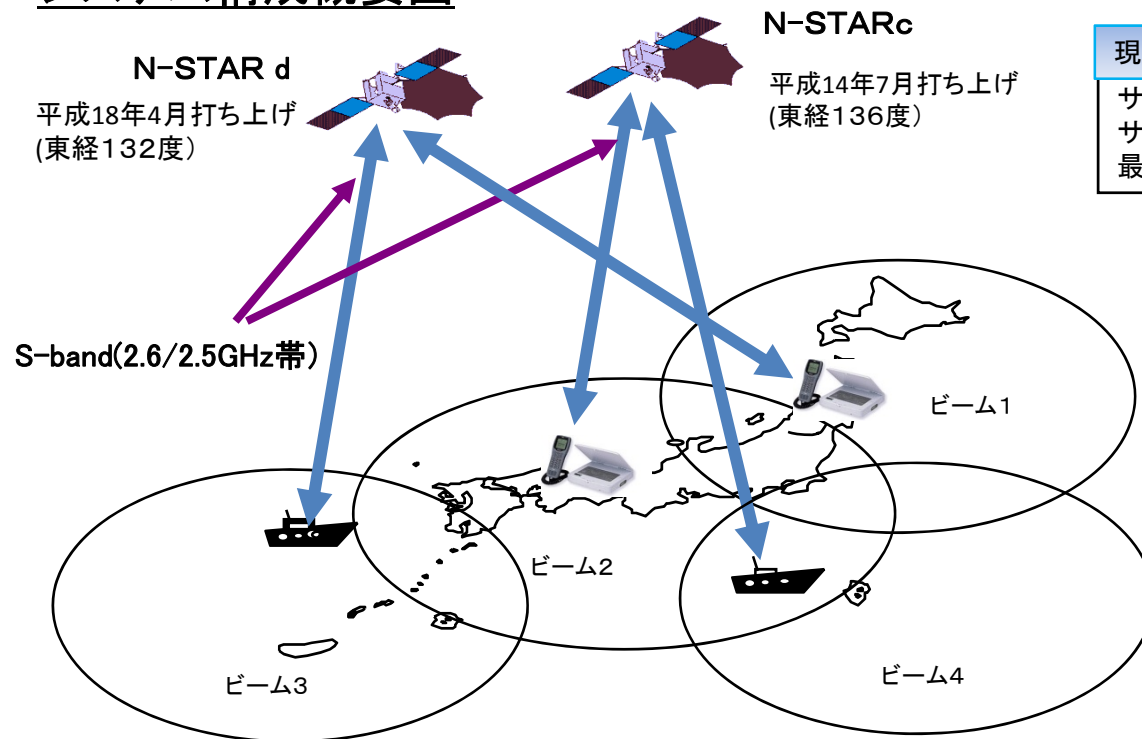 N-STAR d
平成18年4月打ち上げ
(東経132度）
N-STARc
平成14年7月打ち上げ
(東経136度）
現
サ
サ
最
S-band(2.6/2.5GHz帯）
ビーム1
ビーム2
ビーム3
ビーム4